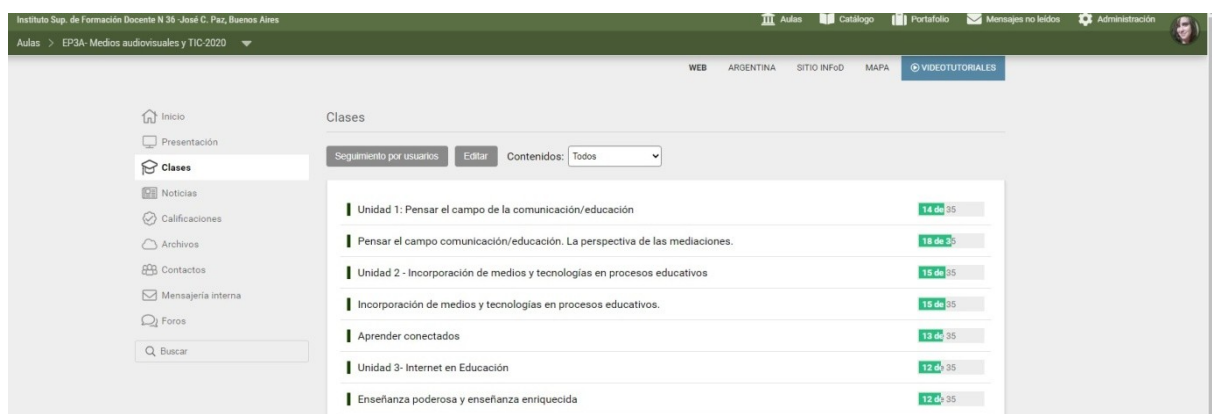 Instituto Sup. de Formación Docente N 36 -José C. Paz, Buenos Aires
Aulas
Catálogo
Portafolio
Mensajes no leídos
Administración
Aulas > EP3A- Medios audiovisuales y TIC-2020
WEB
ARGENTINA
SITIO INFoD
MAPA
VIDEOTUTORIALES
Inicio
Presentación
Clases
Noticias
Calificaciones
Archivos
Contactos
Mensajería interna
Foros
Buscar
Clases
Seguimiento por usuarios
Editar
Contenidos: Todos
Unidad 1: Pensar el campo de la comunicación/educación 14 de 35
Pensar el campo comunicación/educación. La perspectiva de las mediaciones. 18 de 35
Unidad 2 - Incorporación de medios y tecnologías en procesos educativos 15 de 35
Incorporación de medios y tecnologías en procesos educativos. 15 de 35
Aprender conectados 13 de 35
Unidad 3- Internet en Educación 12 de 35
Enseñanza poderosa y enseñanza enriquecida 12 de 35